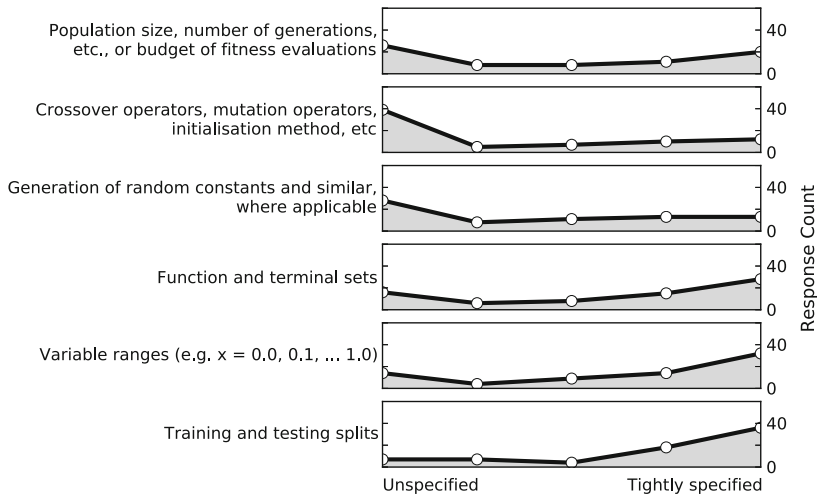 Population size, number of generations,
etc., or budget of fitness evaluations
40
0
Crossover operators, mutation operators,
initialisation method, etc
40
0
Generation of random constants and similar,
where applicable
40
0
Function and terminal sets
40
0
Variable ranges (e.g. x = 0.0, 0.1, ... 1.0)
40
0
Training and testing splits
40
0
Response Count
Unspecified
Tightly specified